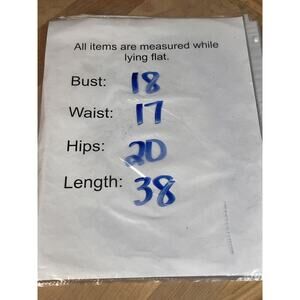 All items are measured while
lying flat.
Bust: 18
Waist: 17
Hips: 20
Length: 38